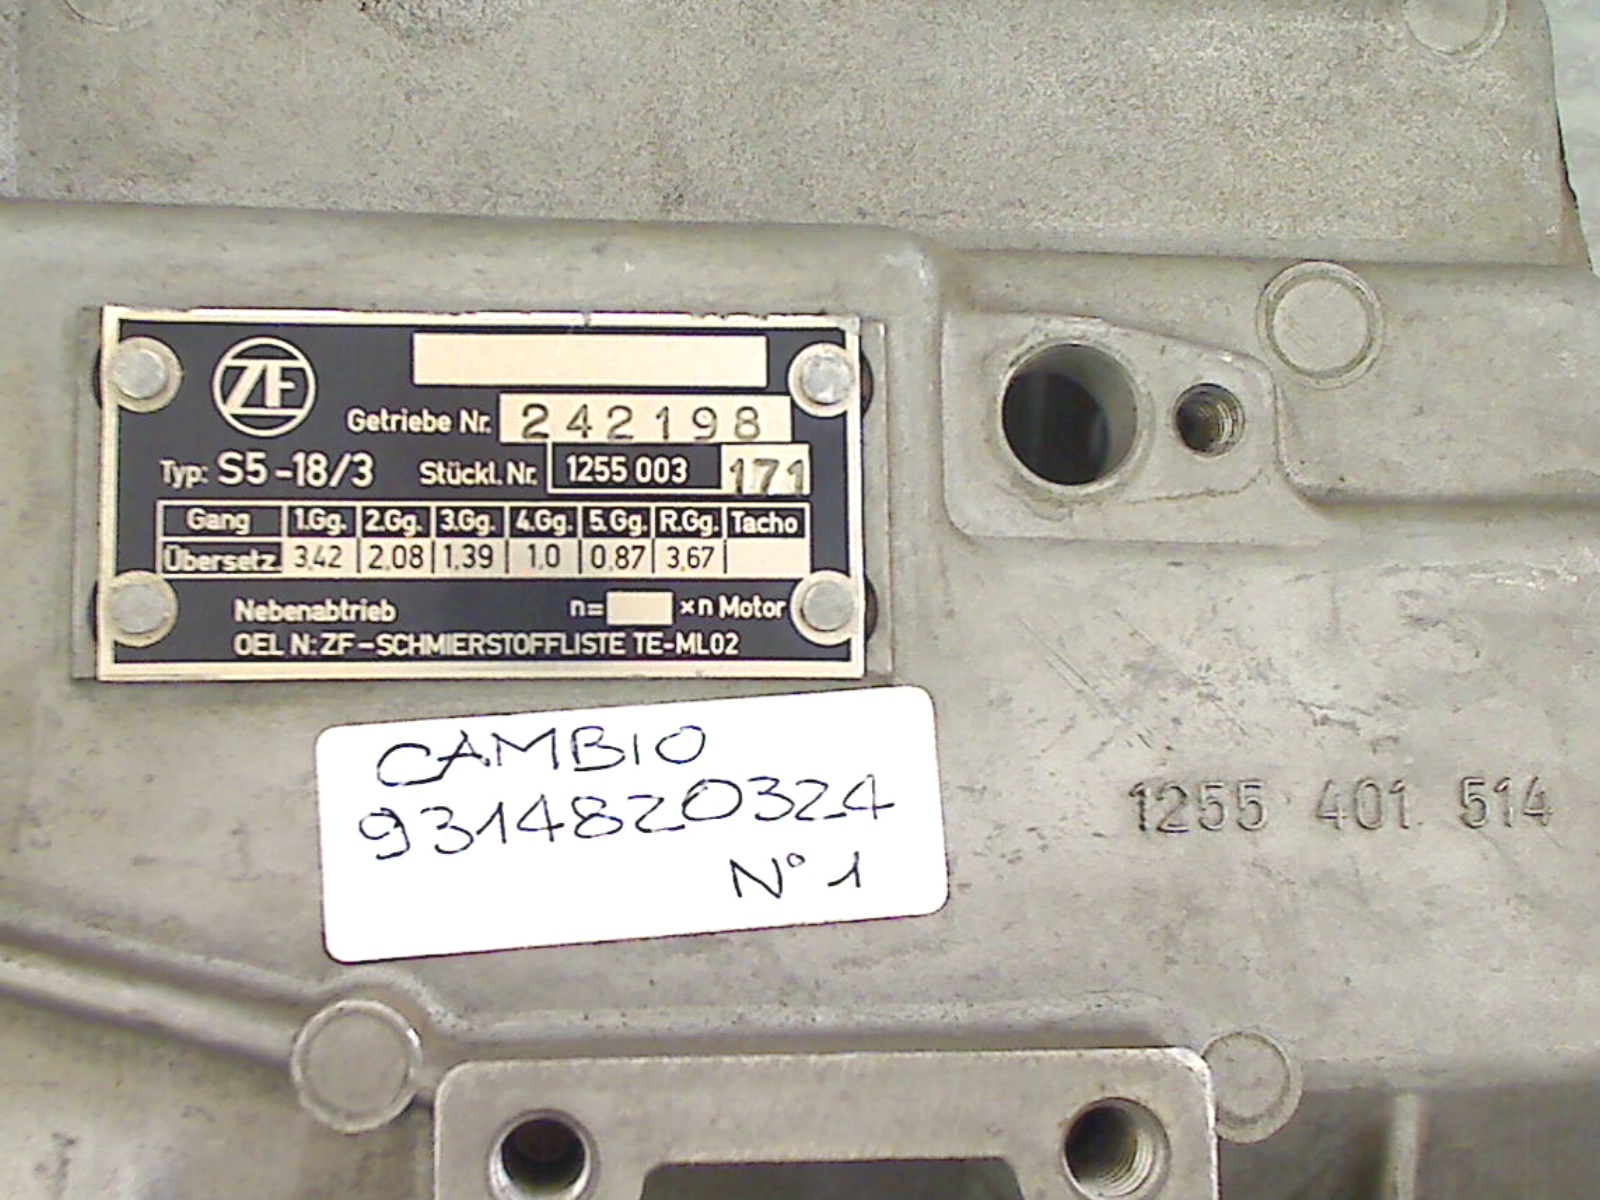 ZF
Getriebe Nr. 242198
Typ: S5-18/3 Stückl. Nr. 1255 003 171
Gang 1.Gg. 2.Gg. 3.Gg. 4.Gg. 5.Gg. R.Gg. Tacho
Übersetz. 3,42 2,08 1,39 1,0 0,87 3,67
Nebenabtrieb n= ×n Motor
OEL N: ZF-SCHMIERSTOFFLISTE TE-ML02
CAMBIO
9314820324
N° 1
1255 401 514